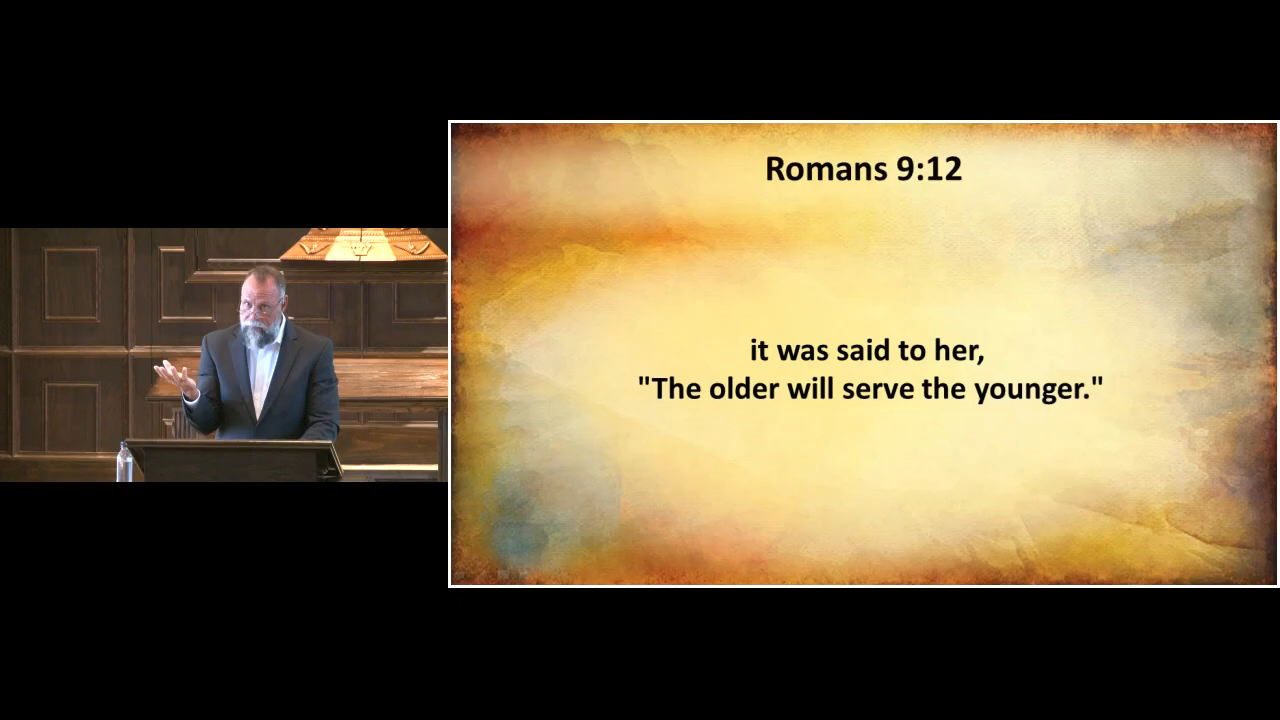 Romans 9:12
it was said to her,
"The older will serve the younger."